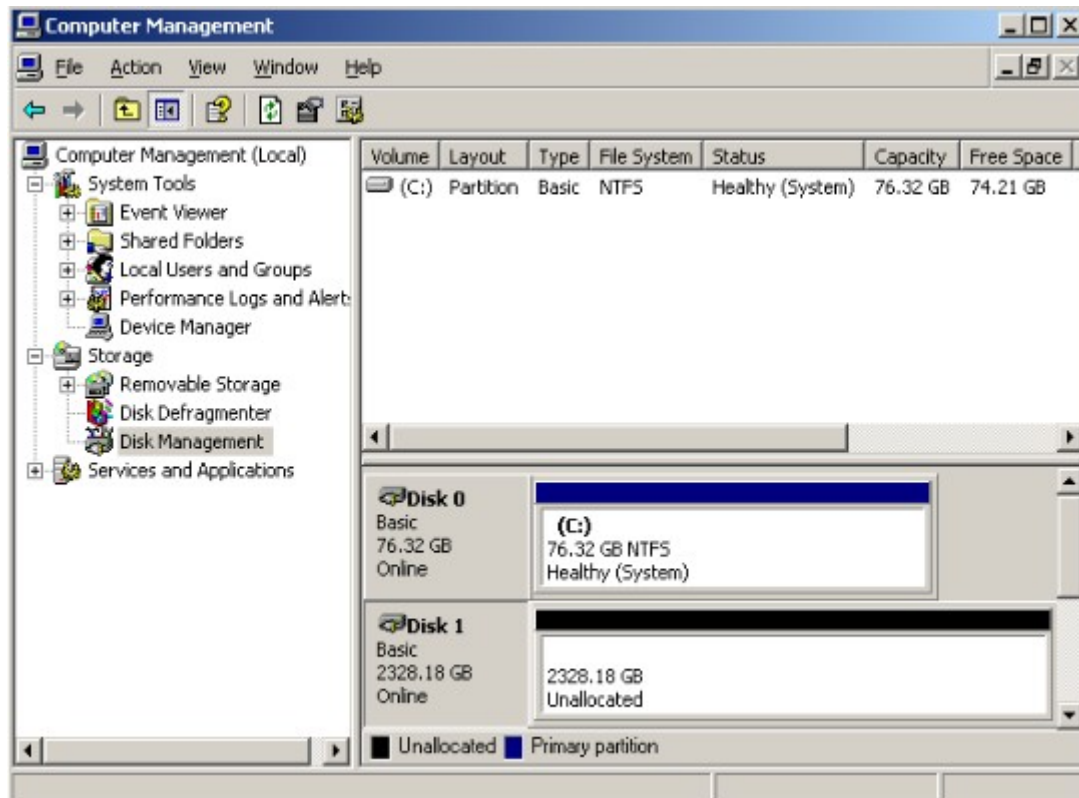 Computer Management
File Action View Window Help
Computer Management (Local)
System Tools
Event Viewer
Shared Folders
Local Users and Groups
Performance Logs and Alert
Device Manager
Storage
Removable Storage
Disk Defragmenter
Disk Management
Services and Applications
Volume Layout Type File System Status Capacity Free Space
(C:) Partition Basic NTFS Healthy (System) 76.32 GB 74.21 GB
Disk 0
Basic
76.32 GB
Online
(C:)
76.32 GB NTFS
Healthy (System)
Disk 1
Basic
2328.18 GB
Online
2328.18 GB
Unallocated
Unallocated Primary partition